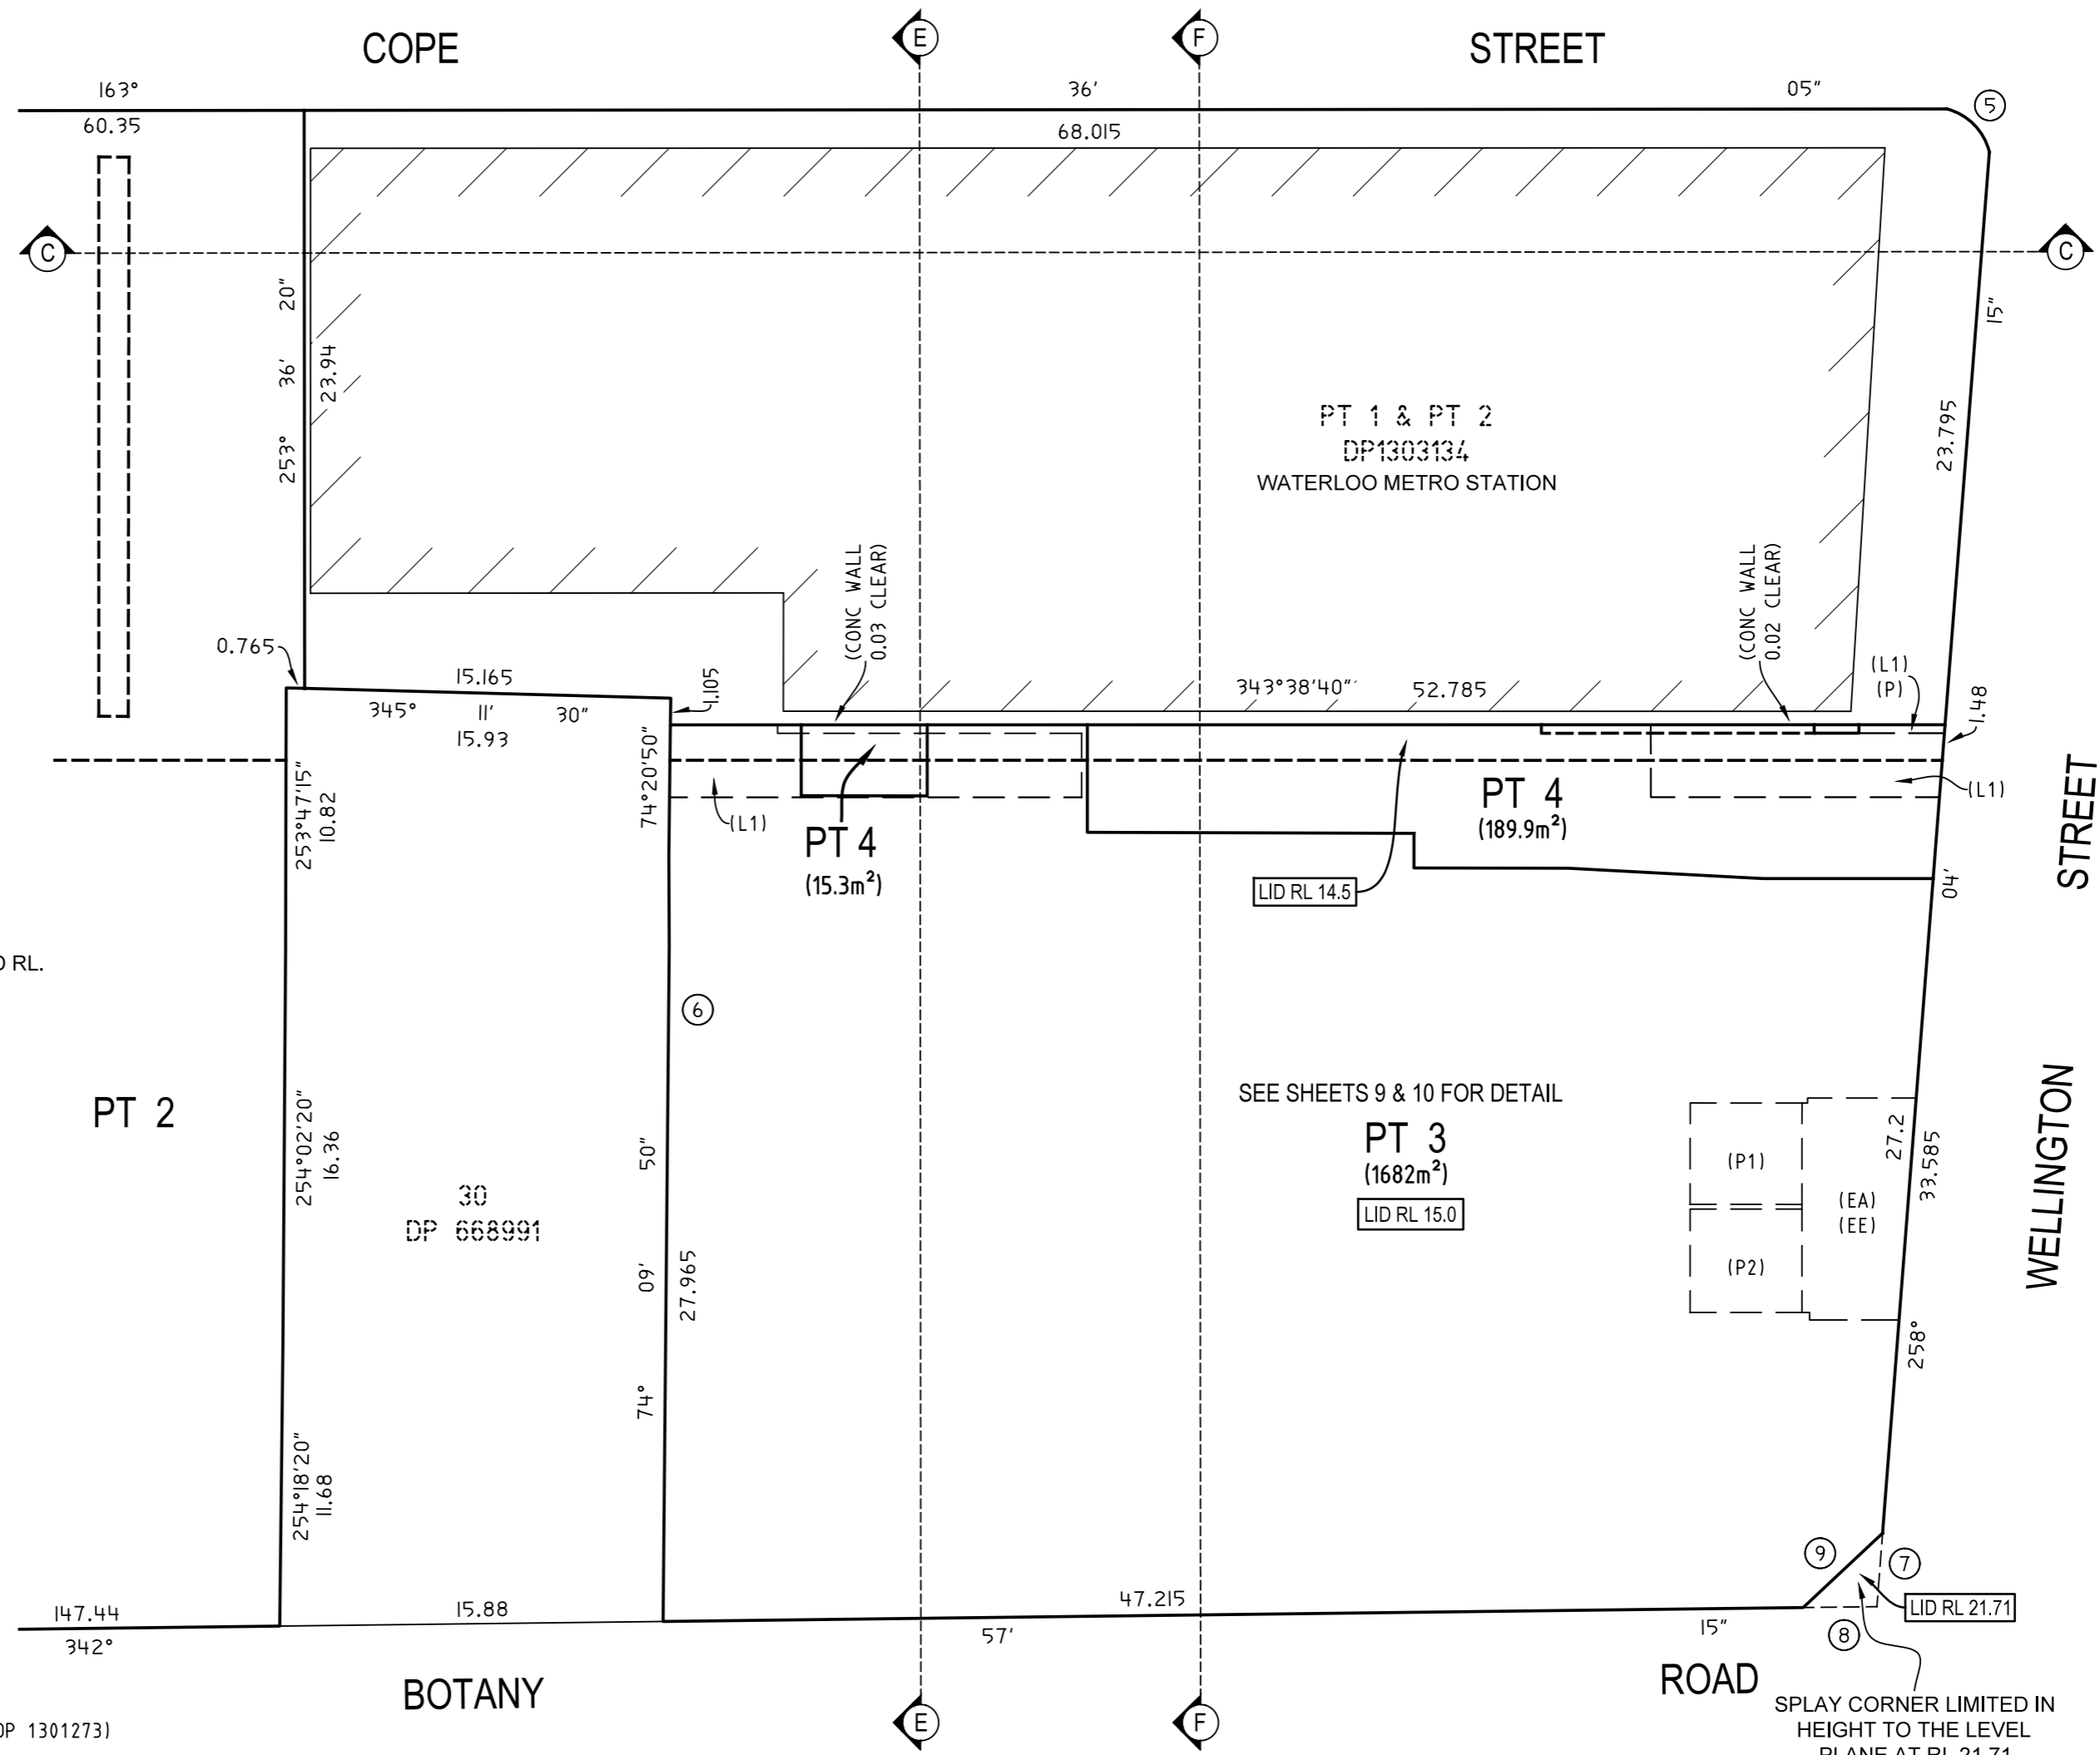 COPE
STREET
E
F
163°
36'
05"
5
60.35
68.015
C
C
253° 36' 20"
23.94
15"
23.795
PT 1 & PT 2
DP1303134
WATERLOO METRO STATION
(CONC WALL
0.03 CLEAR)
(CONC WALL
0.02 CLEAR)
0.765
15.165
345° 11' 30"
15.93
1.105
343°38'40"
52.785
(L1)
(P)
1.48
253°47'15"
10.82
74°20'50"
(L1)
PT 4
(15.3m²)
PT 4
(189.9m²)
(L1)
LID RL 14.5
04'
STREET
RL.
6
PT 2
254°02'20"
16.36
30
DP 668991
74° 09' 50"
27.965
SEE SHEETS 9 & 10 FOR DETAIL
PT 3
(1682m²)
LID RL 15.0
(P1)
(P2)
(EA)
(EE)
27.2
33.585
WELLINGTON
258°
254°18'20"
11.68
9
7
LID RL 21.71
147.44
15.88
47.215
342°
57'
15"
8
BOTANY
ROAD
SPLAY CORNER LIMITED IN
HEIGHT TO THE LEVEL
PLANE AT RL 21.71
E
F
DP 1301273)